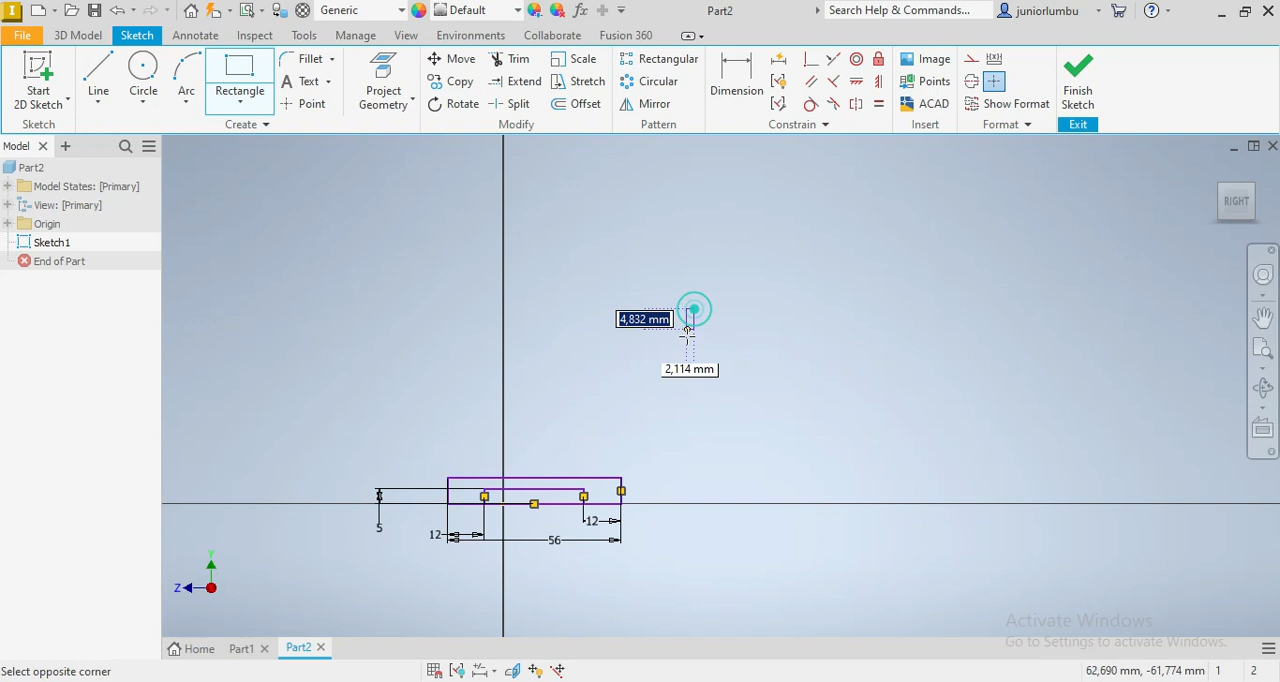 Generic
Default
fx
Part2
Search Help & Commands...
juniorlumbu
File
3D Model
Sketch
Annotate
Inspect
Tools
Manage
View
Environments
Collaborate
Fusion 360
Start
2D Sketch
Line
Circle
Arc
Rectangle
Fillet
Text
Point
Project
Geometry
Move
Copy
Rotate
Trim
Extend
Split
Scale
Stretch
Offset
Rectangular
Circular
Mirror
Dimension
Image
Points
ACAD
Show Format
Finish
Sketch
Sketch
Create
Modify
Pattern
Constrain
Insert
Format
Exit
Model
Part2
Model States: [Primary]
View: [Primary]
Origin
Sketch1
End of Part
RIGHT
4,832 mm
2,114 mm
5
12
12
56
Y
Z
Activate Windows
Go to Settings to activate Windows.
Home
Part1
Part2
Select opposite corner
62,690 mm, -61,774 mm
1
2